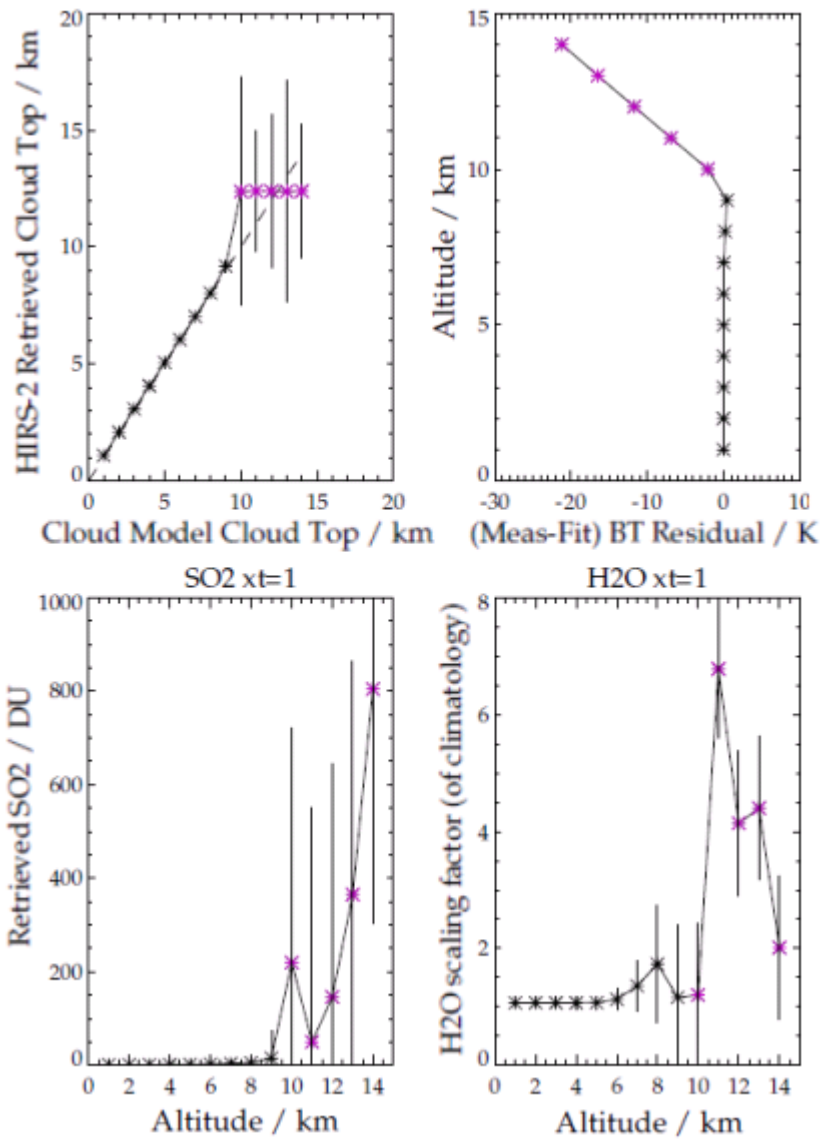 20
15
10
5
0
HIRS-2 Retrieved Cloud Top / km
0 5 10 15 20
Cloud Model Cloud Top / km
15
10
5
0
Altitude / km
-30 -20 -10 0 10
(Meas-Fit) BT Residual / K
SO2 xt=1
1000
800
600
400
200
0
Retrieved SO2 / DU
0 2 4 6 8 10 12 14
Altitude / km
H2O xt=1
8
6
4
2
0
H2O scaling factor (of climatology)
0 2 4 6 8 10 12 14
Altitude / km